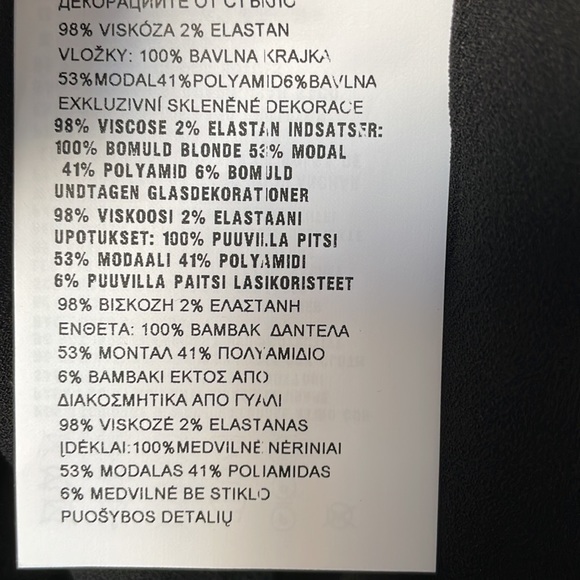 ДЕКОРАЦИИТЕ ОТ СТЪКЛО
98% VISKÓZA 2% ELASTAN
VLOŽKY: 100% BAVLNA KRAJKA
53%MODAL41%POLYAMID6%BAVLNA
EXKLUZIVNÍ SKLENĚNÉ DEKORACE
98% VISCOSE 2% ELASTAN INDSATSER:
100% BOMULD BLONDE 53% MODAL
41% POLYAMID 6% BOMULD
UNDTAGEN GLASDEKORATIONER
98% VISKOOSI 2% ELASTAANI
UPOTUKSET: 100% PUUVILLA PITSI
53% MODAALI 41% POLYAMIDI
6% PUUVILLA PAITSI LASIKORISTEET
98% ΒΙΣΚΟΖΗ 2% ΕΛΑΣΤΑΝΗ
ΕΝΘΕΤΑ: 100% ΒΑΜΒΑΚ ΔΑΝΤΕΛΑ
53% ΜΟΝΤΑΛ 41% ΠΟΛΥΑΜΙΔΙΟ
6% ΒΑΜΒΑΚΙ ΕΚΤΟΣ ΑΠΟ
ΔΙΑΚΟΣΜΗΤΙΚΑ ΑΠΟ ΓΥΑΛΙ
98% VISKOZÉ 2% ELASTANAS
ĮDĖKLAI:100%MEDVILNĖ NĖRINIAI
53% MODALAS 41% POLIAMIDAS
6% MEDVILNĖ BE STIKLO
PUOŠYBOS DETALIŲ